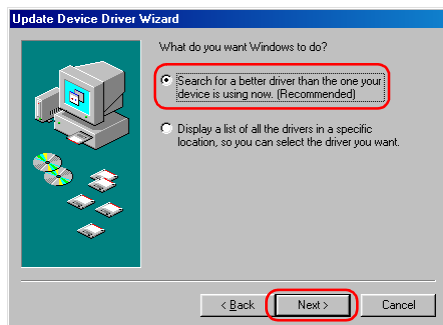 Update Device Driver Wizard
What do you want Windows to do?
Search for a better driver than the one your
device is using now. (Recommended)
Display a list of all the drivers in a specific
location, so you can select the driver you want.
< Back
Next >
Cancel